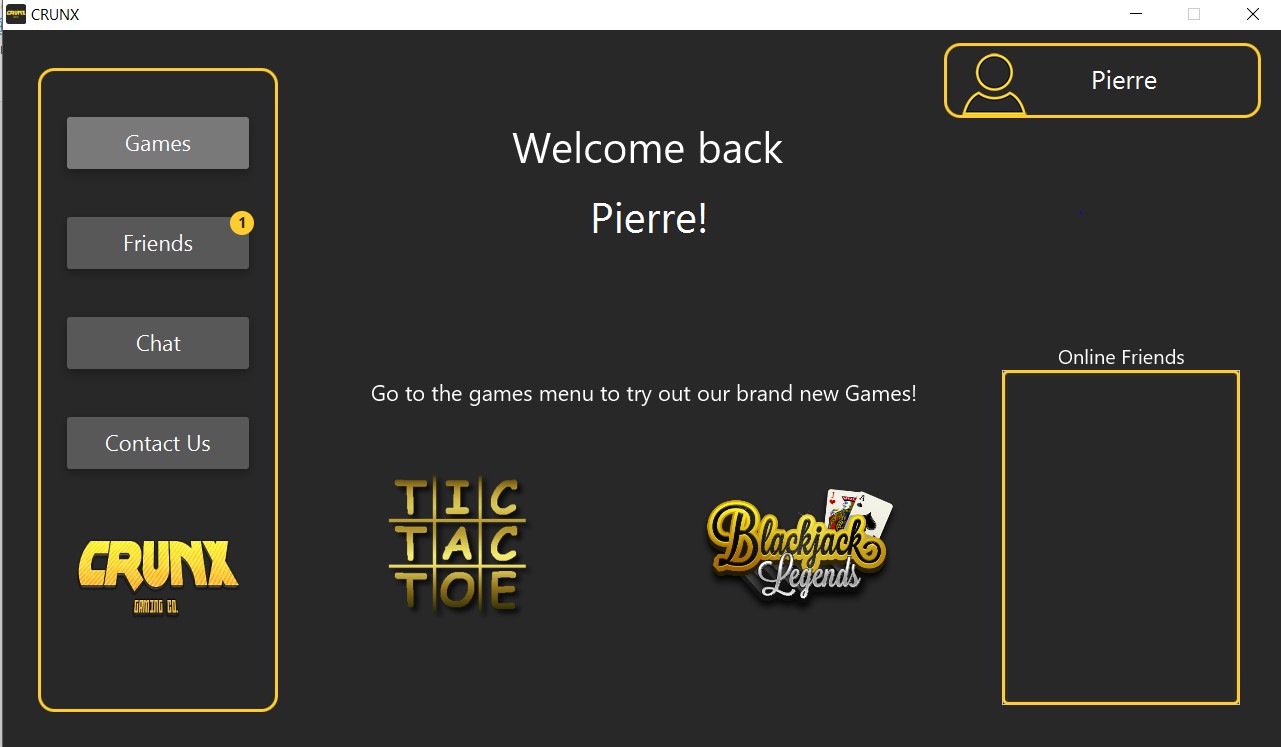 CRUNX
Pierre
Games
Friends
1
Chat
Contact Us
CRUNX
GAMING CO.
Welcome back
Pierre!
Go to the games menu to try out our brand new Games!
TIC
TAC
TOE
J A
Blackjack
Legends
Online Friends